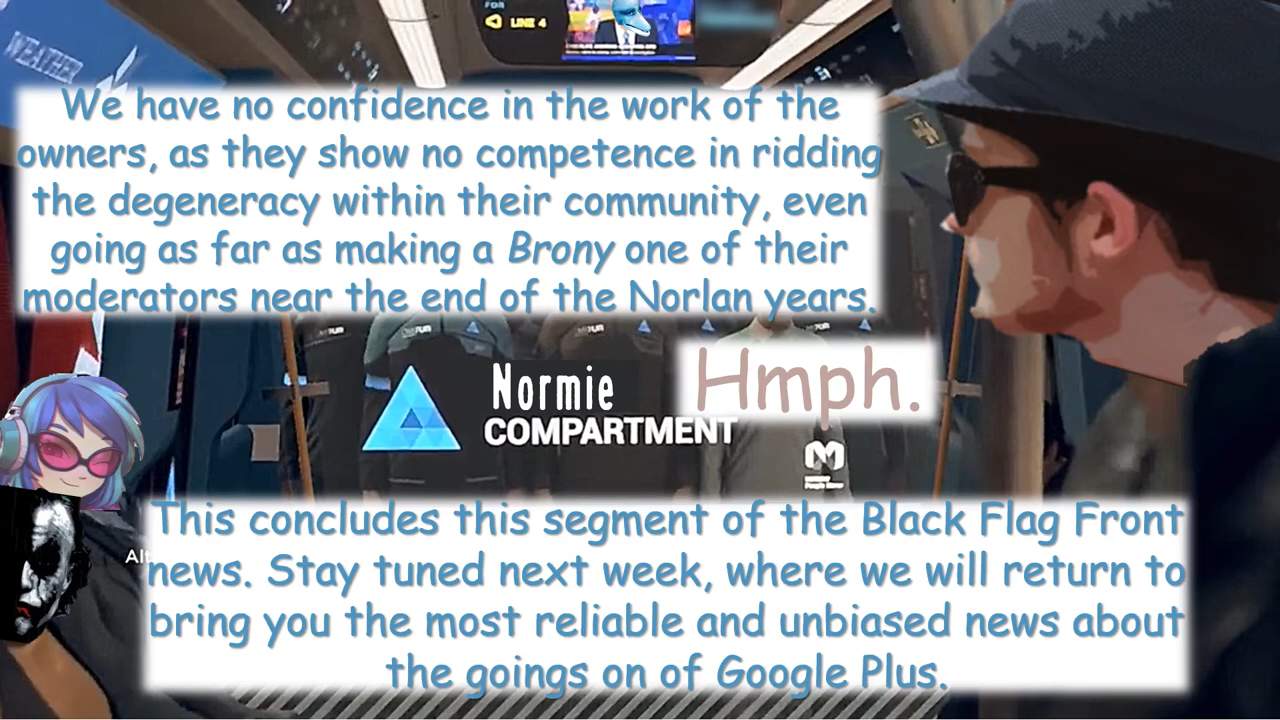 LINE 4
WEATHER
We have no confidence in the work of the
owners, as they show no competence in ridding
the degeneracy within their community, even
going as far as making a Brony one of their
moderators near the end of the Norlan years.
Normie
COMPARTMENT
Hmph.
This concludes this segment of the Black Flag Front
news. Stay tuned next week, where we will return to
bring you the most reliable and unbiased news about
the goings on of Google Plus.